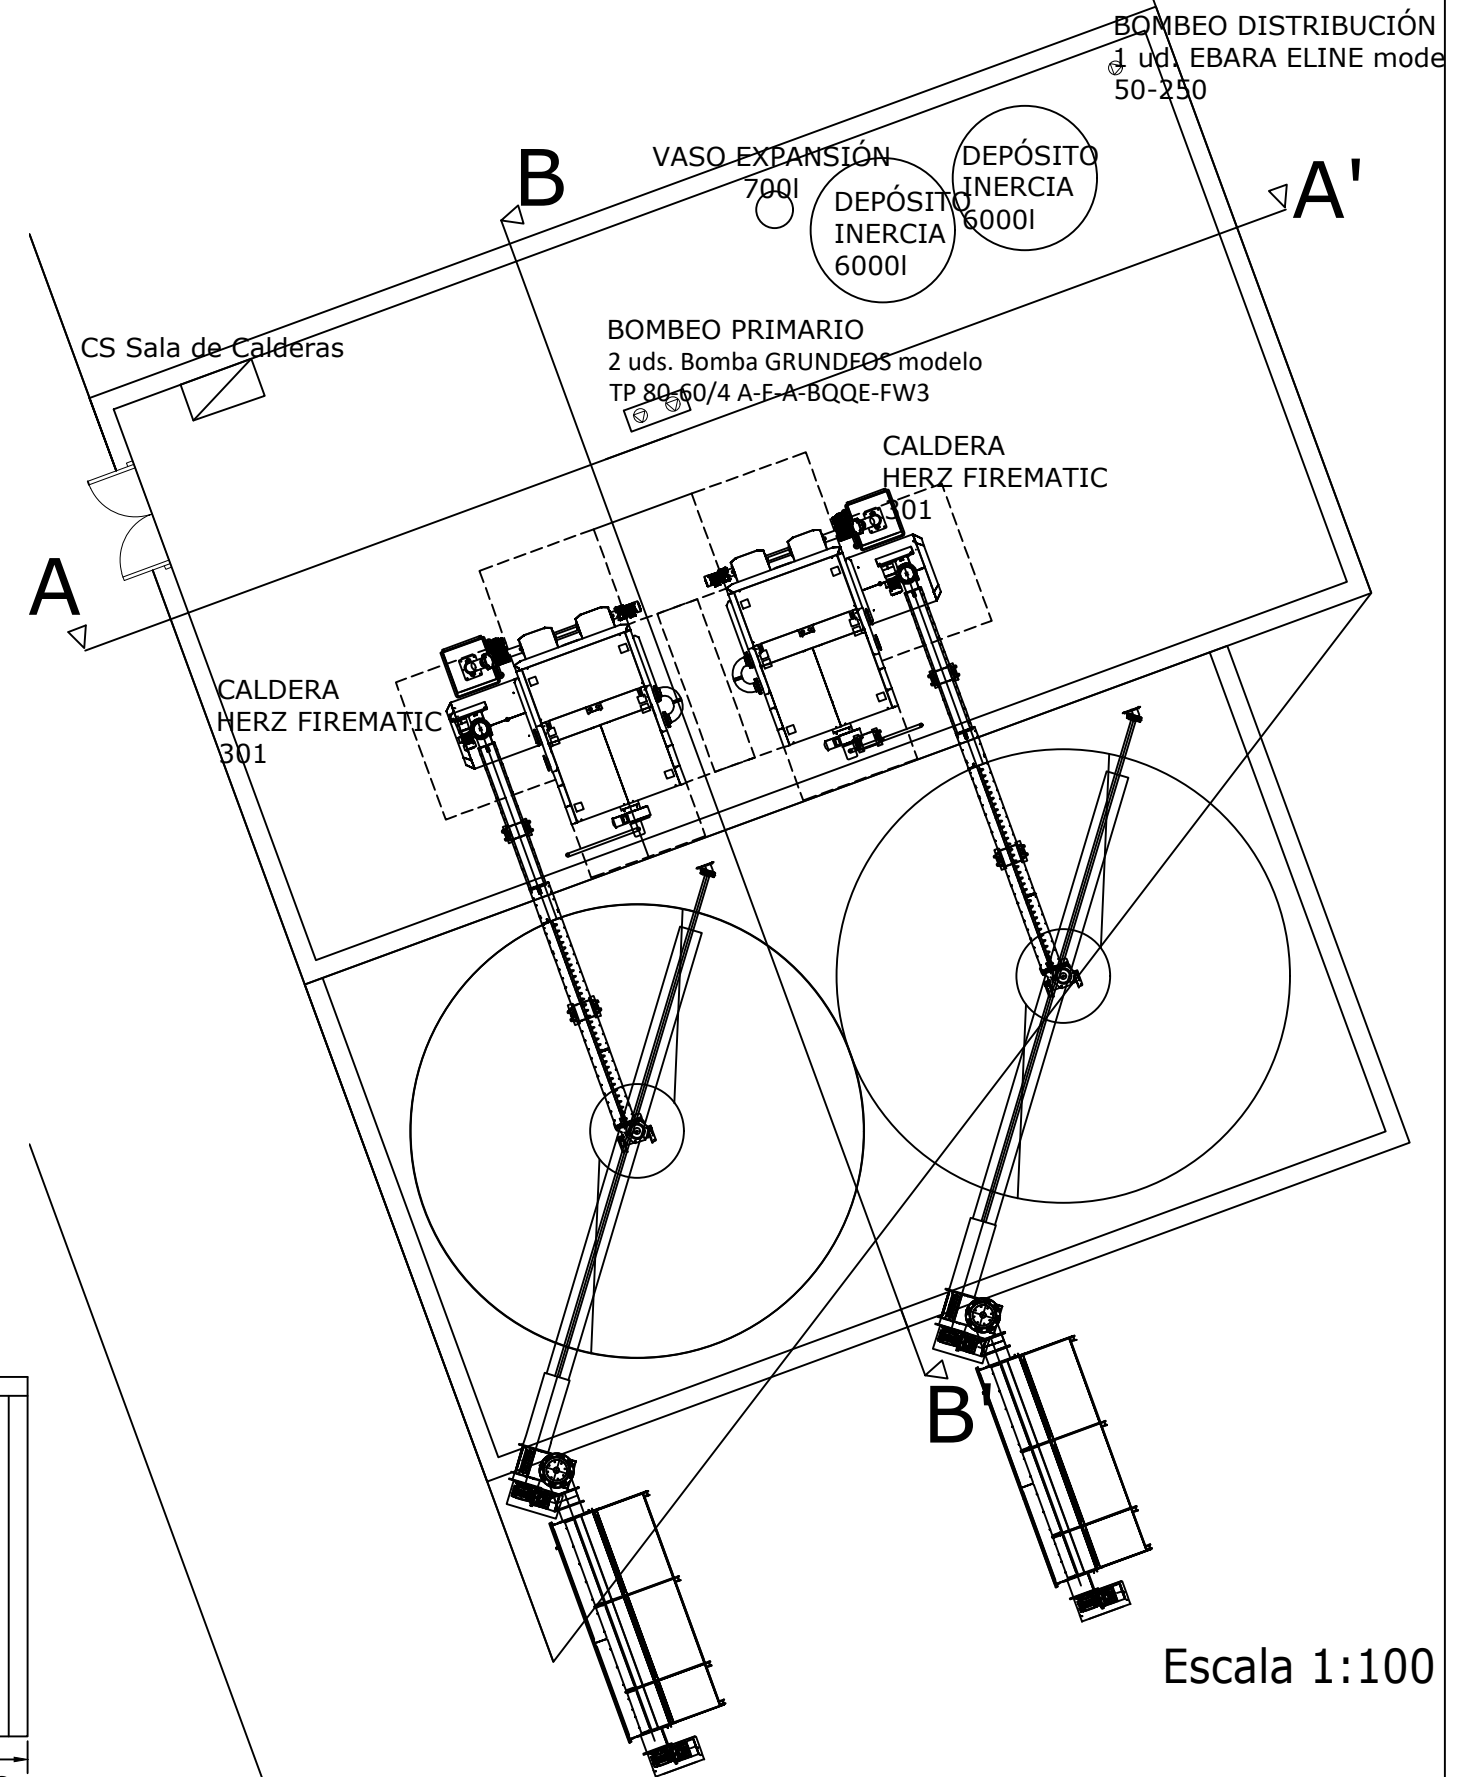 BOMBEO DISTRIBUCIÓN
1 ud. EBARA ELINE mode
50-250
B
VASO EXPANSIÓN
700l
DEPÓSITO
INERCIA
6000l
DEPÓSITO
INERCIA
6000l
A'
CS Sala de Calderas
BOMBEO PRIMARIO
2 uds. Bomba GRUNDFOS modelo
TP 80-60/4 A-F-A-BQQE-FW3
CALDERA
HERZ FIREMATIC
301
A
CALDERA
HERZ FIREMATIC
301
B'
Escala 1:100